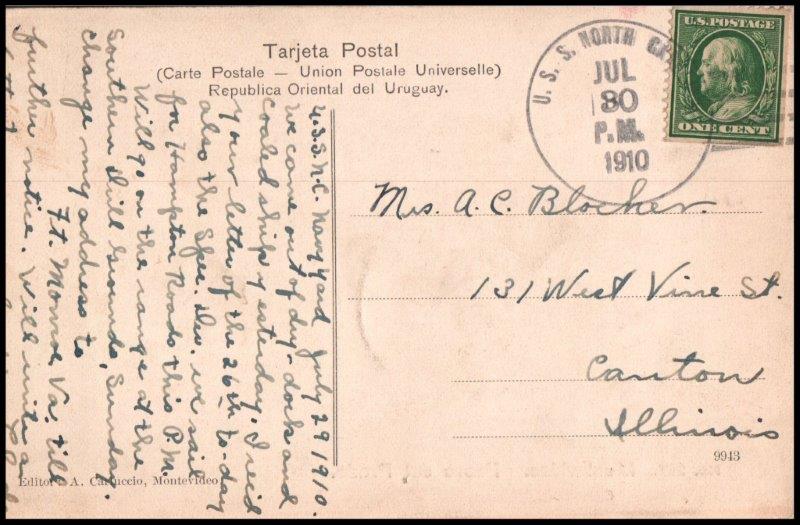 Tarjeta Postal
(Carte Postale — Union Postale Universelle)
Republica Oriental del Uruguay.
U. S. S. NORTH
JUL
30
P.M.
1910
U.S. POSTAGE
ONE CENT
Mrs. A. C. Blocher.
131 West Vine St.
Canton
Illinois
9943
U.S.S. N.C. Navy Yard July 29 1910.
We came out of dry-dock and
coaled ship yesterday. I rec'd
your letter of the 26th to-day
also the Spec. Dev. we sail
for Hampton Roads this P.M.
Will go on the range at the
Southern Drill Grounds, Sunday.
Change my address to
Ft. Monroe Va, till
further notice. Will write
Editor A. Carluccio, Montevideo